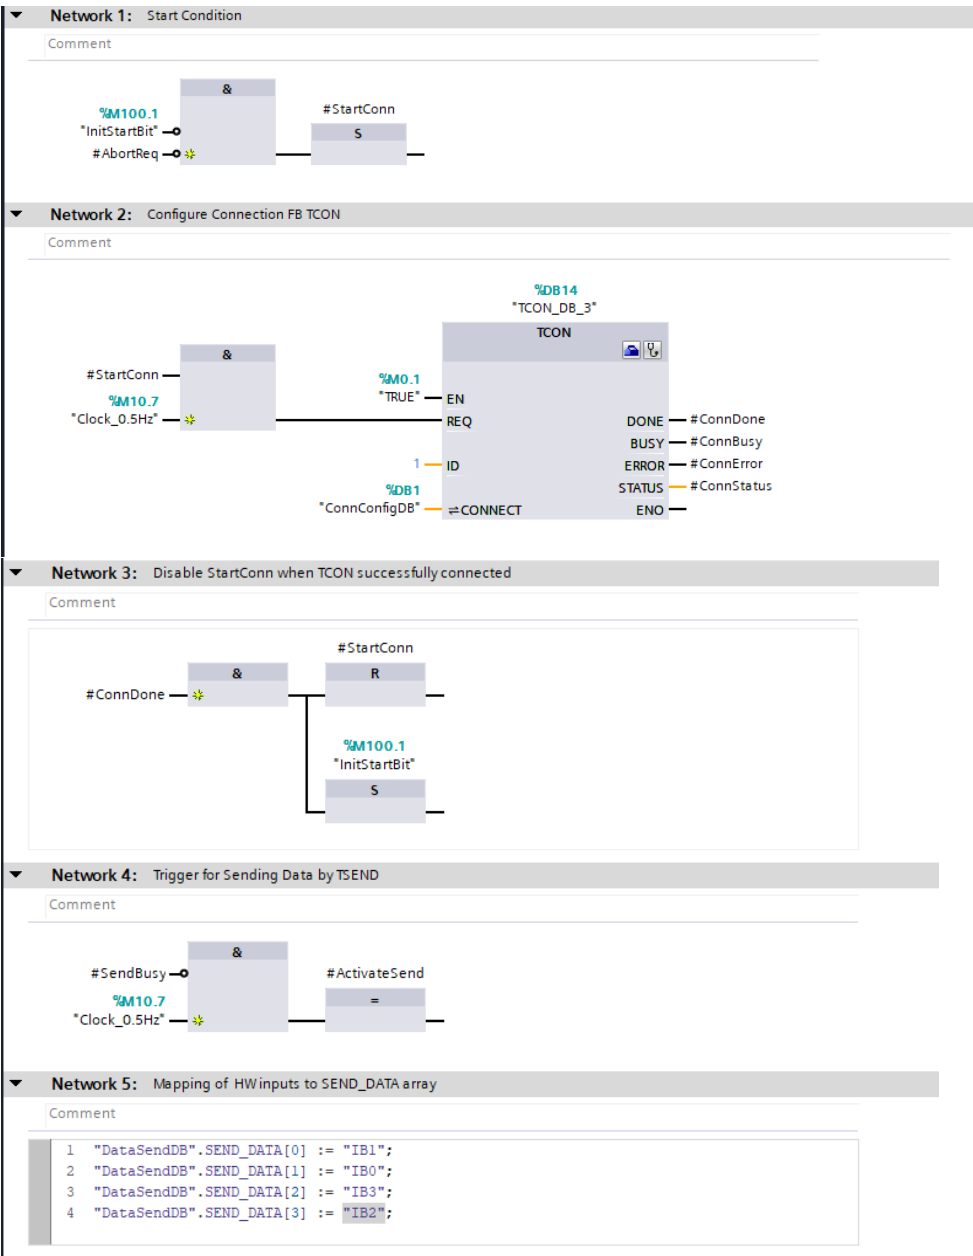 Network 1: Start Condition
Comment
&
%M100.1
"InitStartBit"
#AbortReq
#StartConn
S
Network 2: Configure Connection FB TCON
Comment
%DB14
"TCON_DB_3"
TCON
&
#StartConn
%M10.7
"Clock_0.5Hz"
%M0.1
"TRUE"
EN
REQ
1
ID
%DB1
"ConnConfigDB"
CONNECT
DONE
#ConnDone
BUSY
#ConnBusy
ERROR
#ConnError
STATUS
#ConnStatus
ENO
Network 3: Disable StartConn when TCON successfully connected
Comment
#StartConn
&
R
#ConnDone
%M100.1
"InitStartBit"
S
Network 4: Trigger for Sending Data by TSEND
Comment
&
#SendBusy
%M10.7
"Clock_0.5Hz"
#ActivateSend
=
Network 5: Mapping of HW inputs to SEND_DATA array
Comment
1 "DataSendDB".SEND_DATA[0] := "IB1";
2 "DataSendDB".SEND_DATA[1] := "IB0";
3 "DataSendDB".SEND_DATA[2] := "IB3";
4 "DataSendDB".SEND_DATA[3] := "IB2";